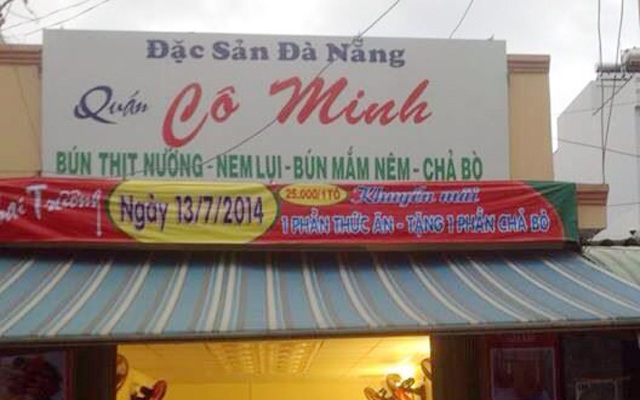 Đặc Sản Đà Nẵng
Quán Cô Minh
BÚN THỊT NƯỚNG - NEM LỤI - BÚN MẮM NÊM - CHẢ BÒ
Trương
Ngày 13/7/2014
25.000/1TÔ Khuyến mãi
1 PHẦN THỨC ĂN - TẶNG 1 PHẦN CHẢ BÒ